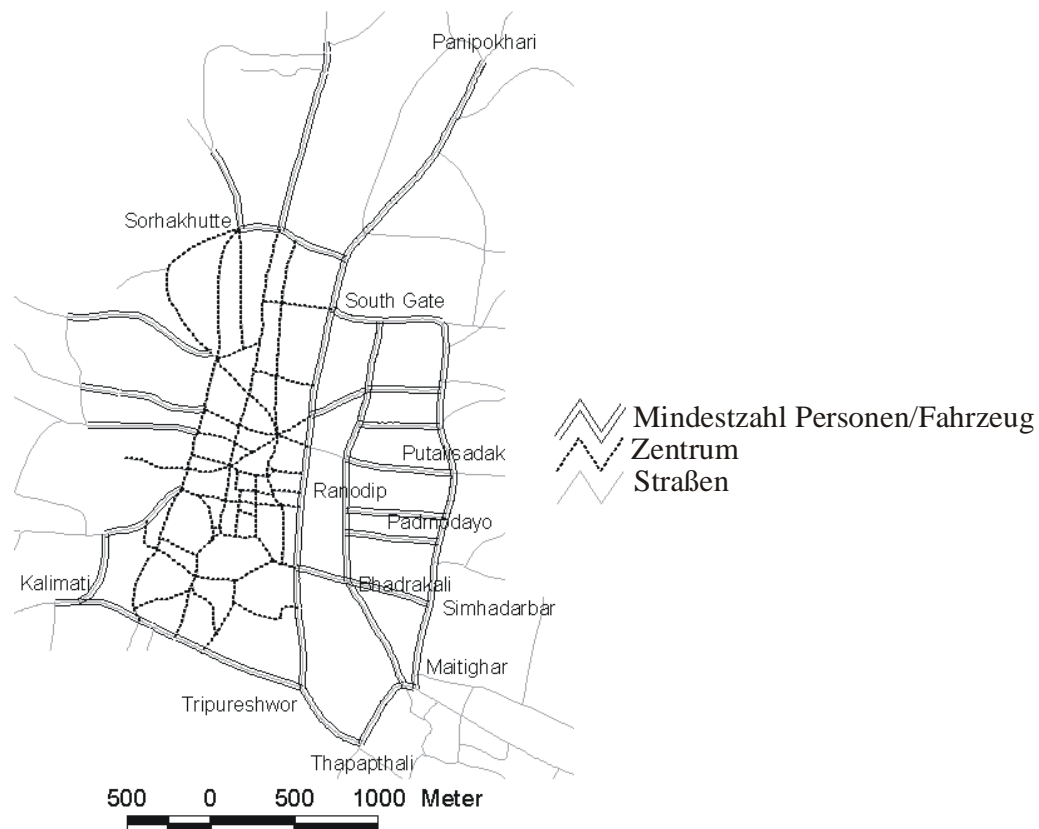 Panipokhari
Sorhakhutte
South Gate
Mindestzahl Personen/Fahrzeug
Zentrum
Straßen
Putalisadak
Ranodip
Padmodayo
Kalimati
Bhadrakali
Simhadarbar
Maitighar
Tripureshwor
Thapapthali
500 0 500 1000 Meter